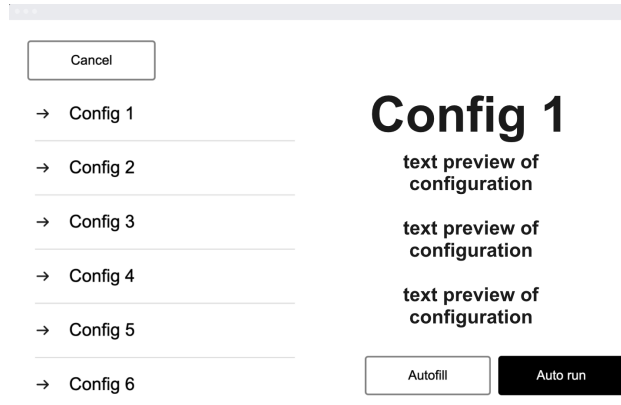 Cancel
Config 1
Config 2
Config 3
Config 4
Config 5
Config 6
Config 1
text preview of
configuration
text preview of
configuration
text preview of
configuration
Autofill
Auto run